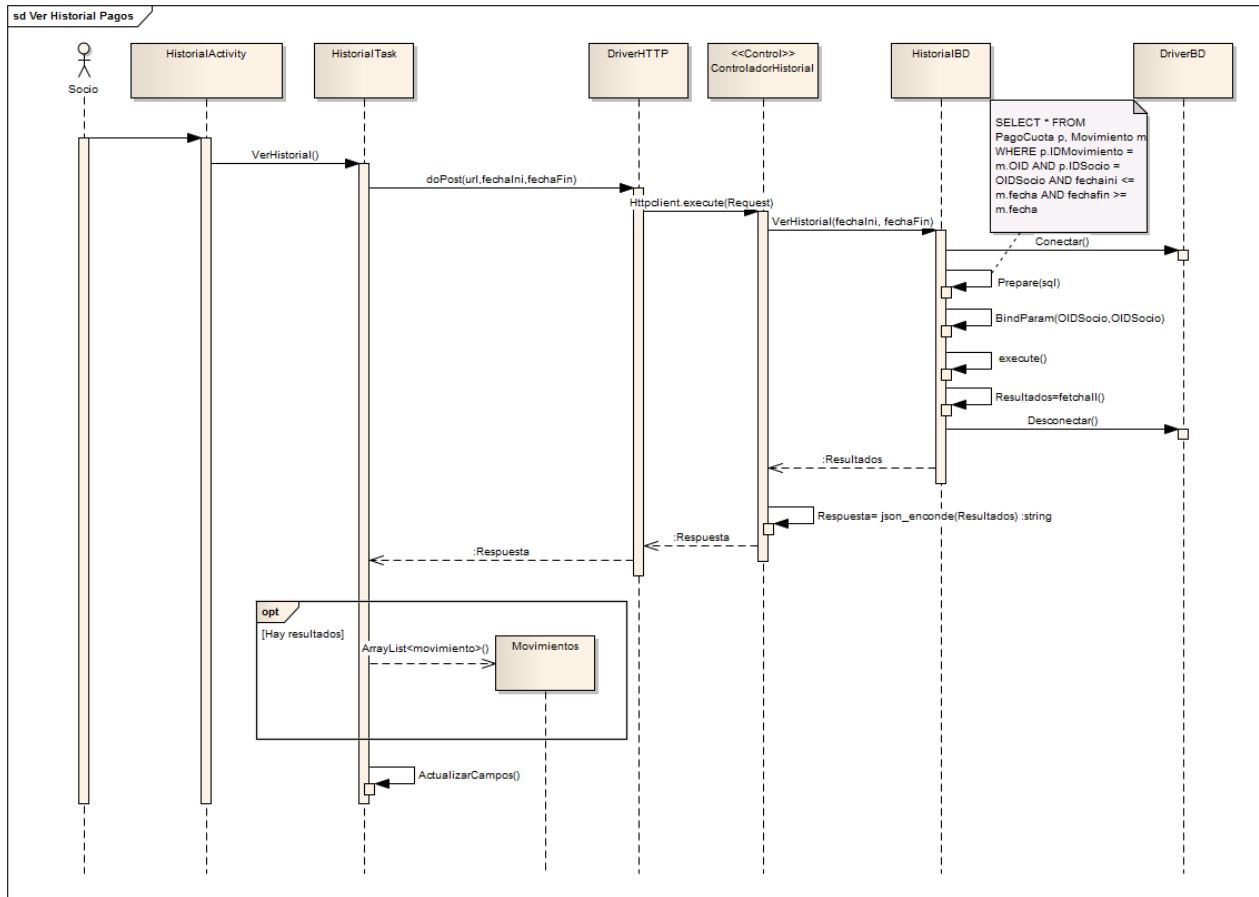 sd Ver Historial Pagos
Socio
HistorialActivity
HistorialTask
DriverHTTP
<<Control>>
ControladorHistorial
HistorialBD
DriverBD
SELECT * FROM
PagoCuota p, Movimiento m
WHERE p.IDMovimiento =
m.OID AND p.IDSocio =
OIDSocio AND fechaini <=
m.fecha AND fechafin >=
m.fecha
VerHistorial()
doPost(url,fechaIni,fechaFin)
Httpclient.execute(Request)
VerHistorial(fechaIni, fechaFin)
Conectar()
Prepare(sql)
BindParam(OIDSocio,OIDSocio)
execute()
Resultados=fetchall()
Desconectar()
:Resultados
Respuesta= json_enconde(Resultados) :string
:Respuesta
:Respuesta
opt
[Hay resultados]
ArrayList<movimiento>()
Movimientos
ActualizarCampos()